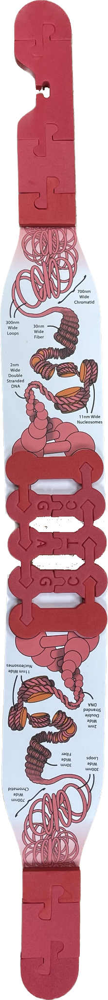 700nm
Wide
Chromatid
300nm
Wide
Loops
30nm
Wide
Fiber
2nm
Wide
Double
Stranded
DNA
11nm Wide
Nucleosomes
G C
A T
G C
11nm Wide
Nucleosomes
2nm
Wide
Double
Stranded
DNA
30nm
Wide
Fiber
300nm
Wide
Loops
700nm
Wide
Chromatid